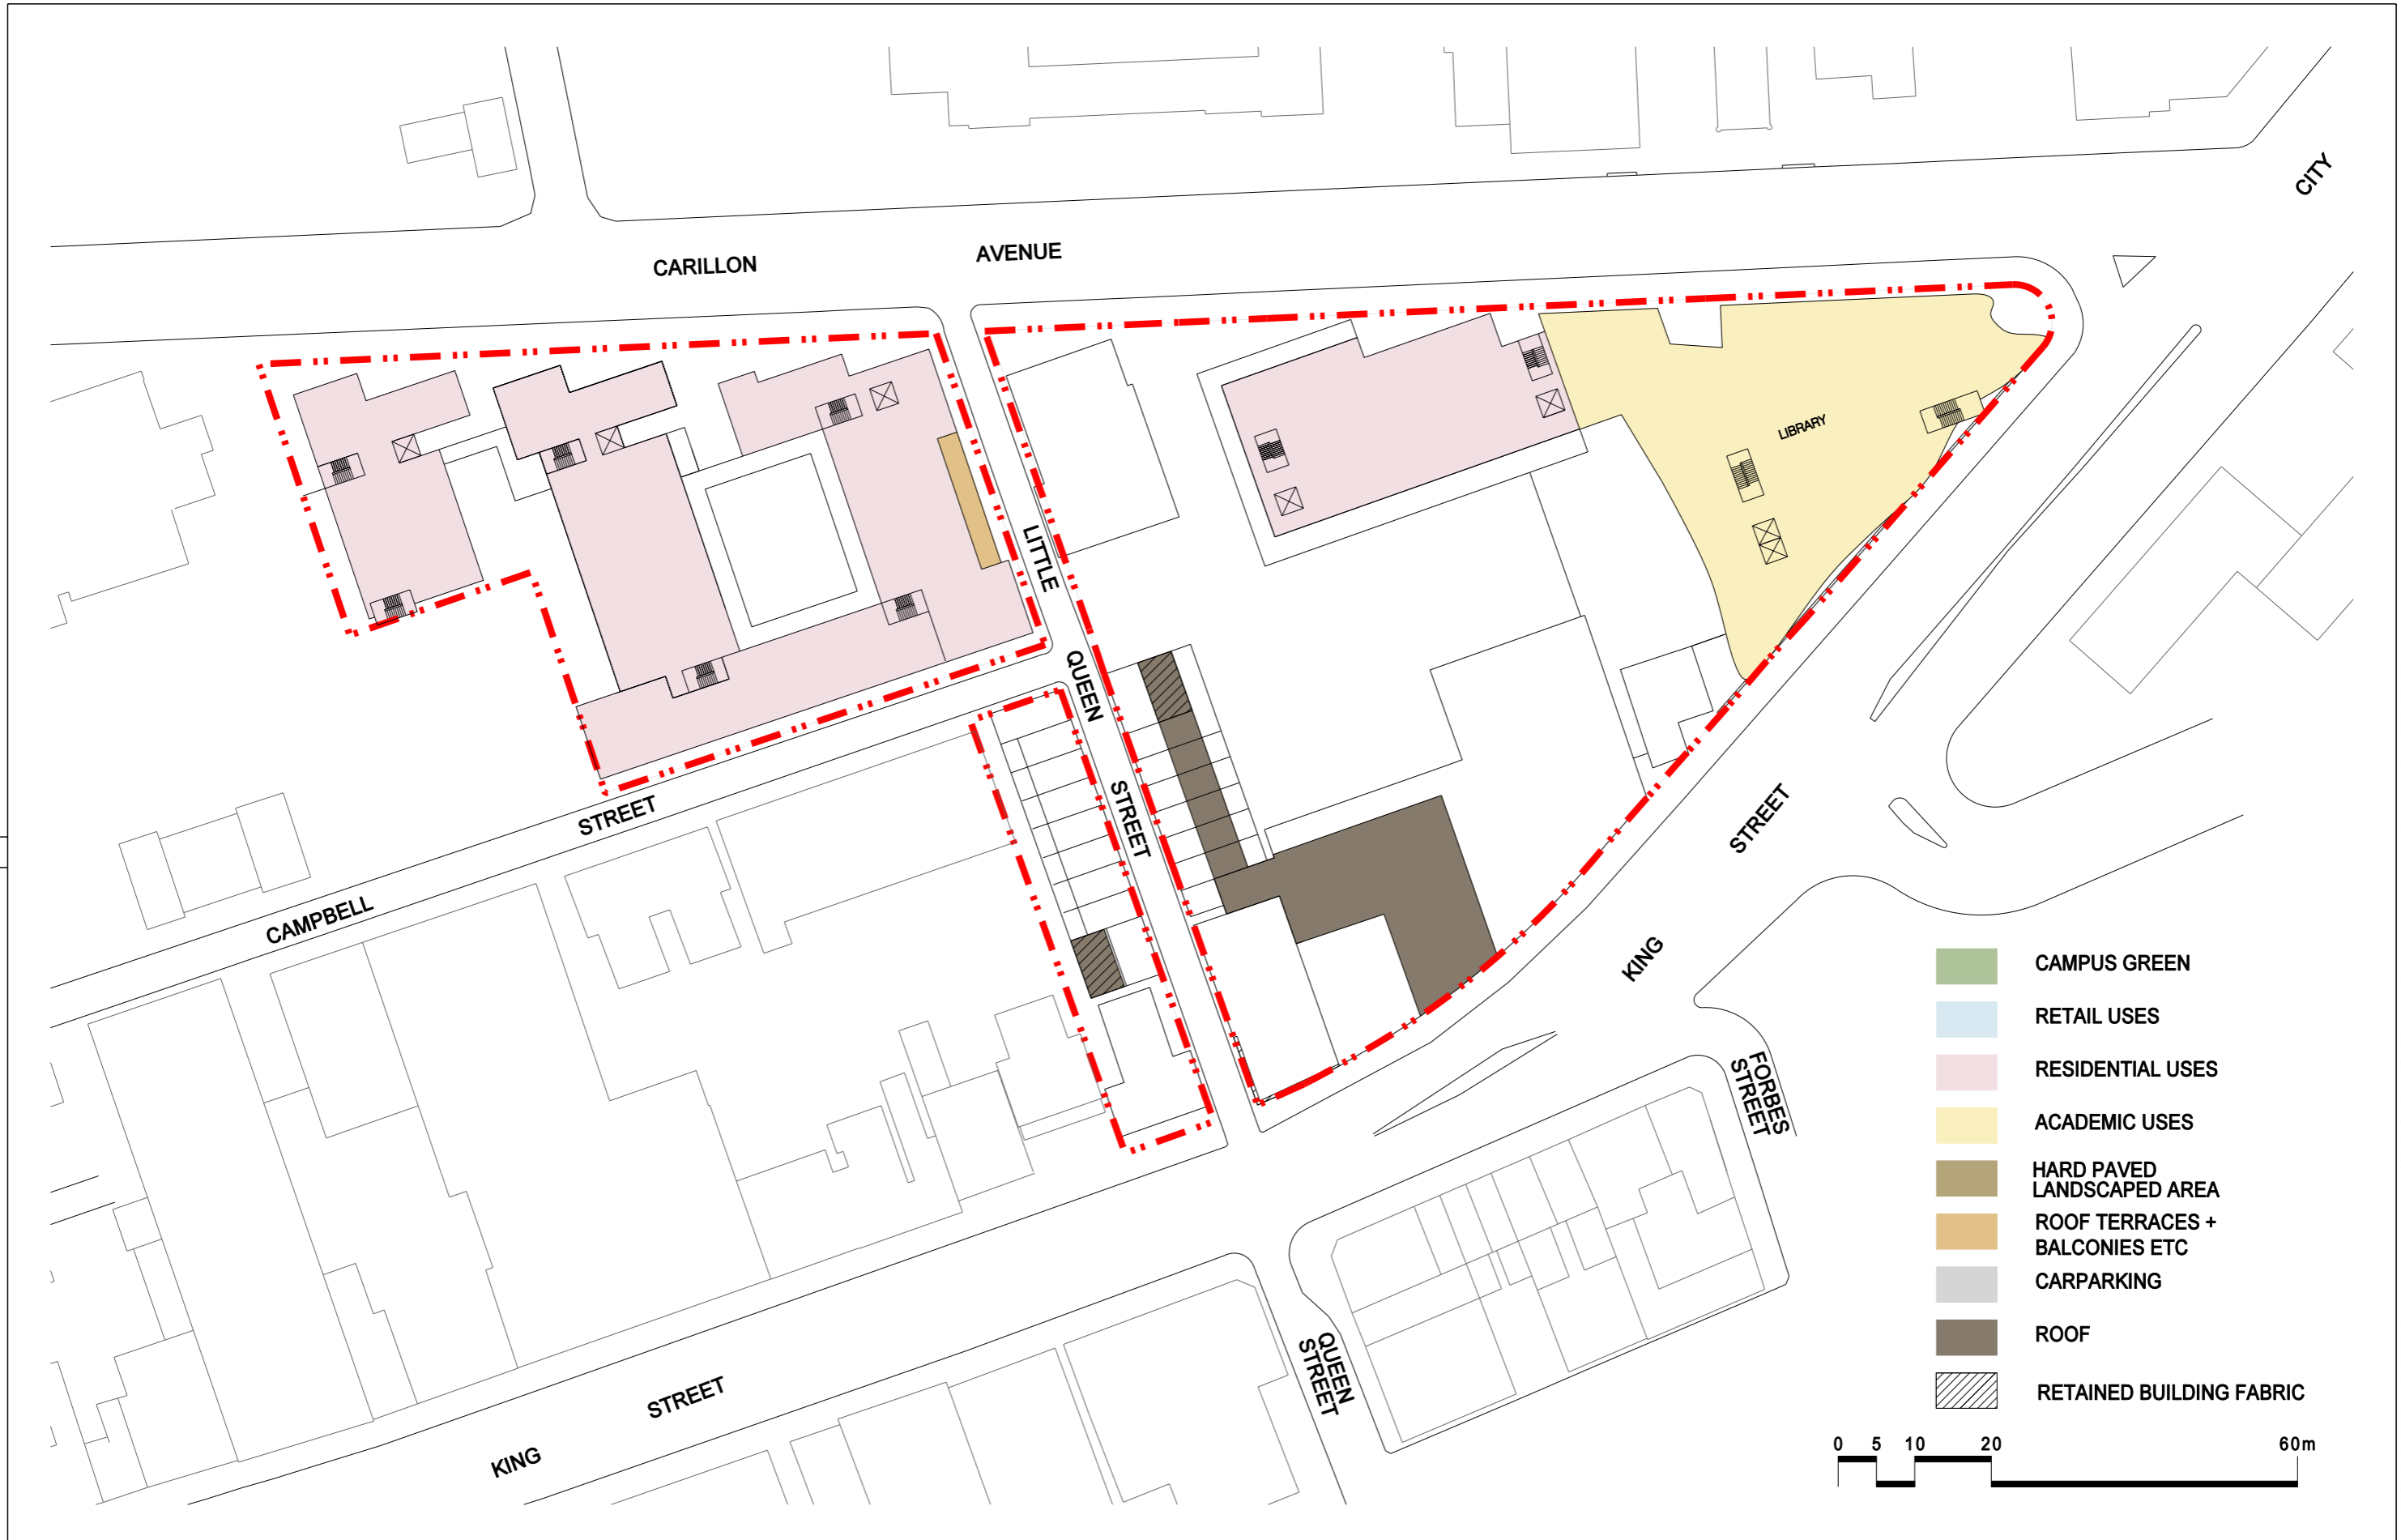 CITY
CARILLON AVENUE
LIBRARY
LITTLE
QUEEN
STREET
STREET
CAMPBELL
STREET
KING
FORBES
STREET
QUEEN
STREET
STREET
KING
CAMPUS GREEN
RETAIL USES
RESIDENTIAL USES
ACADEMIC USES
HARD PAVED
LANDSCAPED AREA
ROOF TERRACES +
BALCONIES ETC
CARPARKING
ROOF
RETAINED BUILDING FABRIC
0 5 10 20 60m